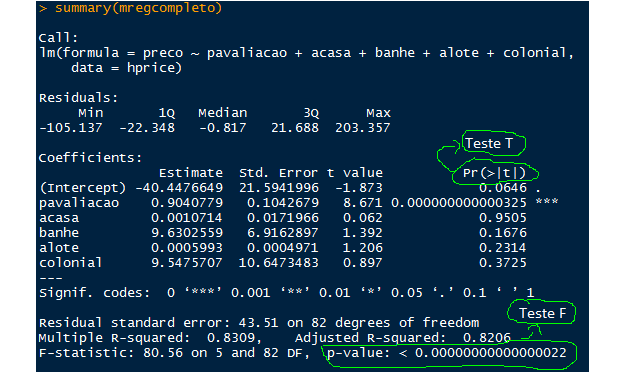 > summary(mregcompleto)
Call:
lm(formula = preco ~ pavaliacao + acasa + banhe + alote + colonial,
data = hprice)
Residuals:
Min 1Q Median 3Q Max
-105.137 -22.348 -0.817 21.688 203.357
Teste T
Coefficients:
Estimate Std. Error t value Pr(>|t|)
(Intercept) -40.4476649 21.5941996 -1.873 0.0646 .
pavaliacao 0.9040779 0.1042679 8.671 0.000000000000325 ***
acasa 0.0010714 0.0171966 0.062 0.9505
banhe 9.6302559 6.9162897 1.392 0.1676
alote 0.0005993 0.0004971 1.206 0.2314
colonial 9.5475707 10.6473483 0.897 0.3725
---
Signif. codes: 0 ‘***’ 0.001 ‘**’ 0.01 ‘*’ 0.05 ‘.’ 0.1 ‘ ’ 1
Teste F
Residual standard error: 43.51 on 82 degrees of freedom
Multiple R-squared: 0.8309, Adjusted R-squared: 0.8206
F-statistic: 80.56 on 5 and 82 DF, p-value: < 0.00000000000000022